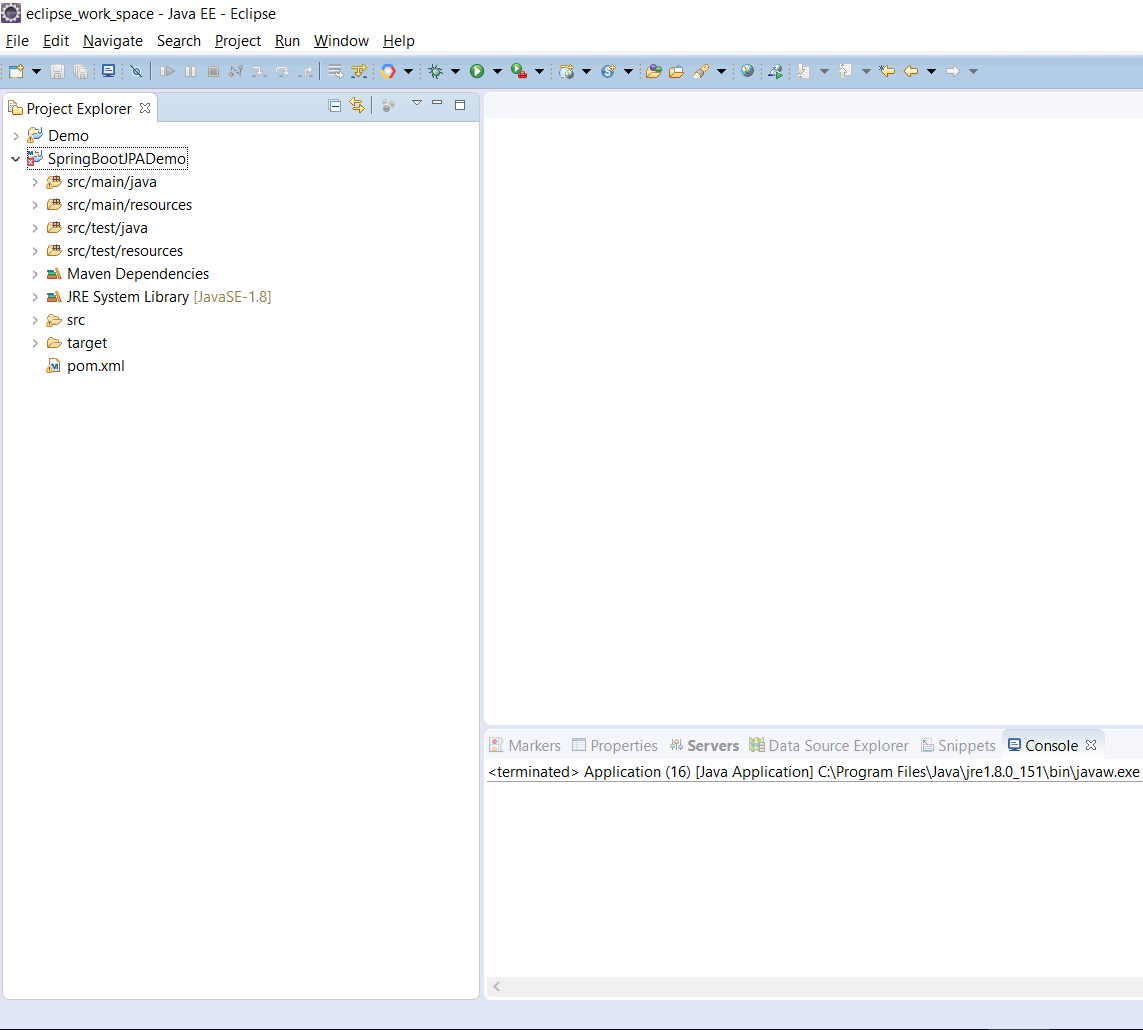 eclipse_work_space - Java EE - Eclipse
File Edit Navigate Search Project Run Window Help
Project Explorer
Demo
SpringBootJPADemo
src/main/java
src/main/resources
src/test/java
src/test/resources
Maven Dependencies
JRE System Library [JavaSE-1.8]
src
target
pom.xml
Markers Properties Servers Data Source Explorer Snippets Console
<terminated> Application (16) [Java Application] C:\Program Files\Java\jre1.8.0_151\bin\javaw.exe